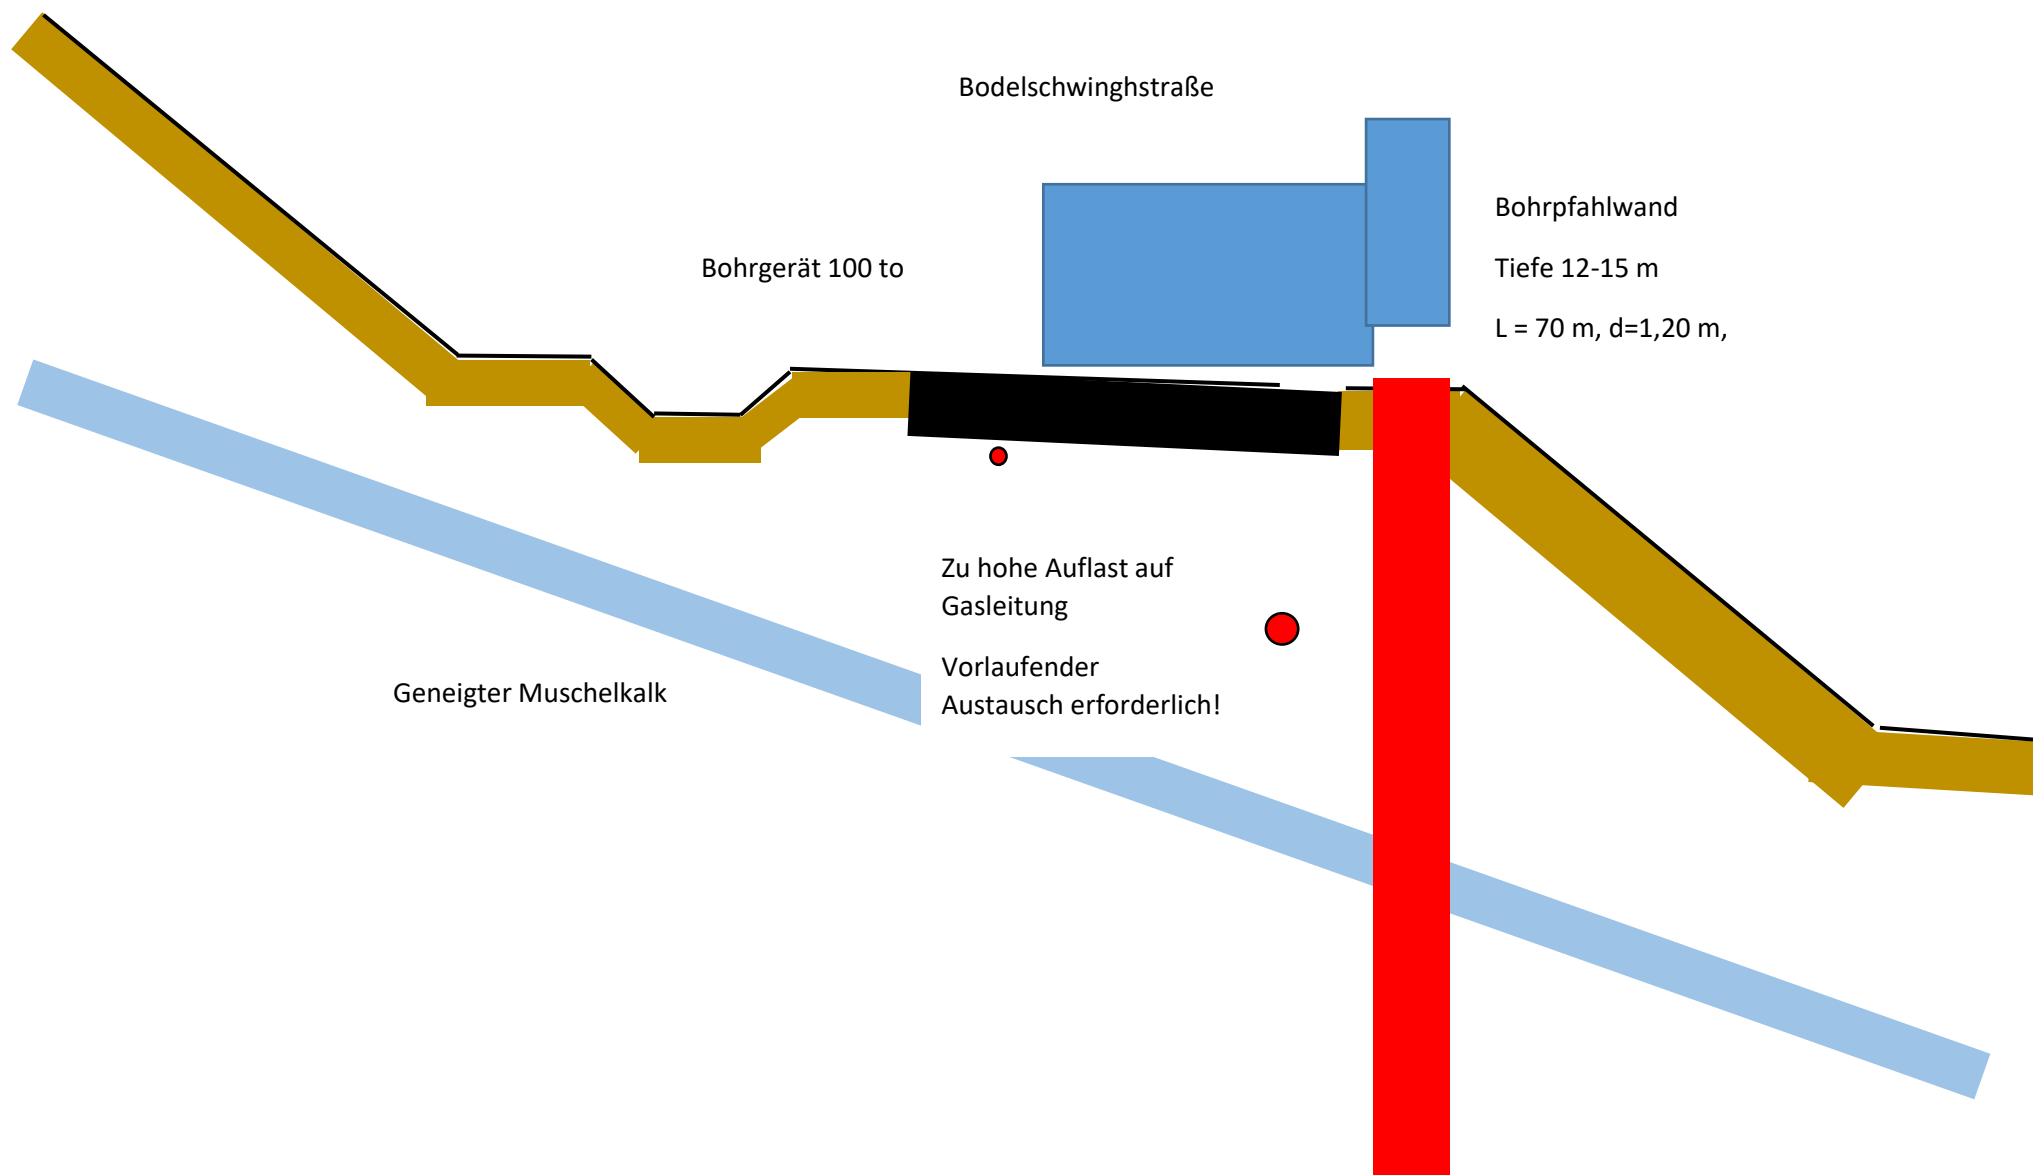 Bodelschwinghstraße
Bohrpfahlwand
Bohrgerät 100 to
Tiefe 12-15 m
L = 70 m, d=1,20 m,
Zu hohe Auflast auf
Gasleitung
Vorlaufender
Austausch erforderlich!
Geneigter Muschelkalk